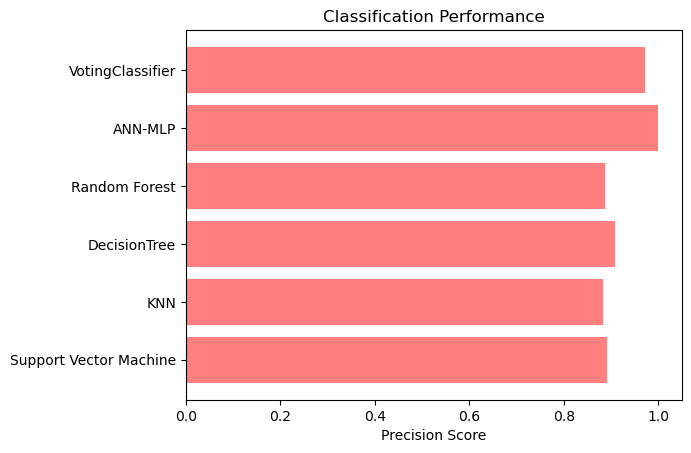 Classification Performance
VotingClassifier
ANN-MLP
Random Forest
DecisionTree
KNN
Support Vector Machine
0.0 0.2 0.4 0.6 0.8 1.0
Precision Score